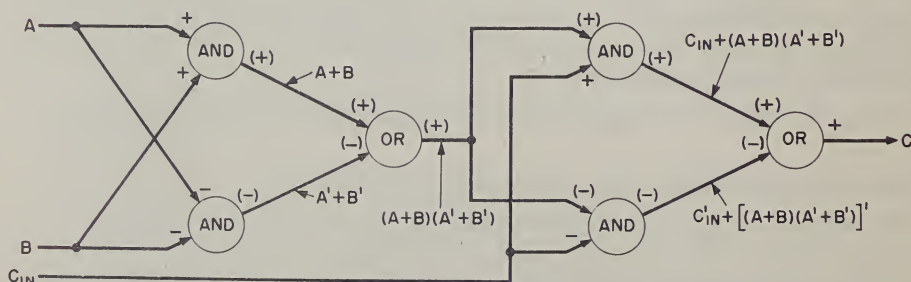 A
+
AND
(+)
+
A+B
(+)
(-)
OR
(+)
-
AND
(-)
-
A'+B'
(A+B)(A'+B')
B
C_IN
(+)
AND
(+)
+
C_IN+(A+B)(A'+B')
(+)
(-)
OR
+
C
(-)
AND
(-)
-
C'_IN+[(A+B)(A'+B')]'